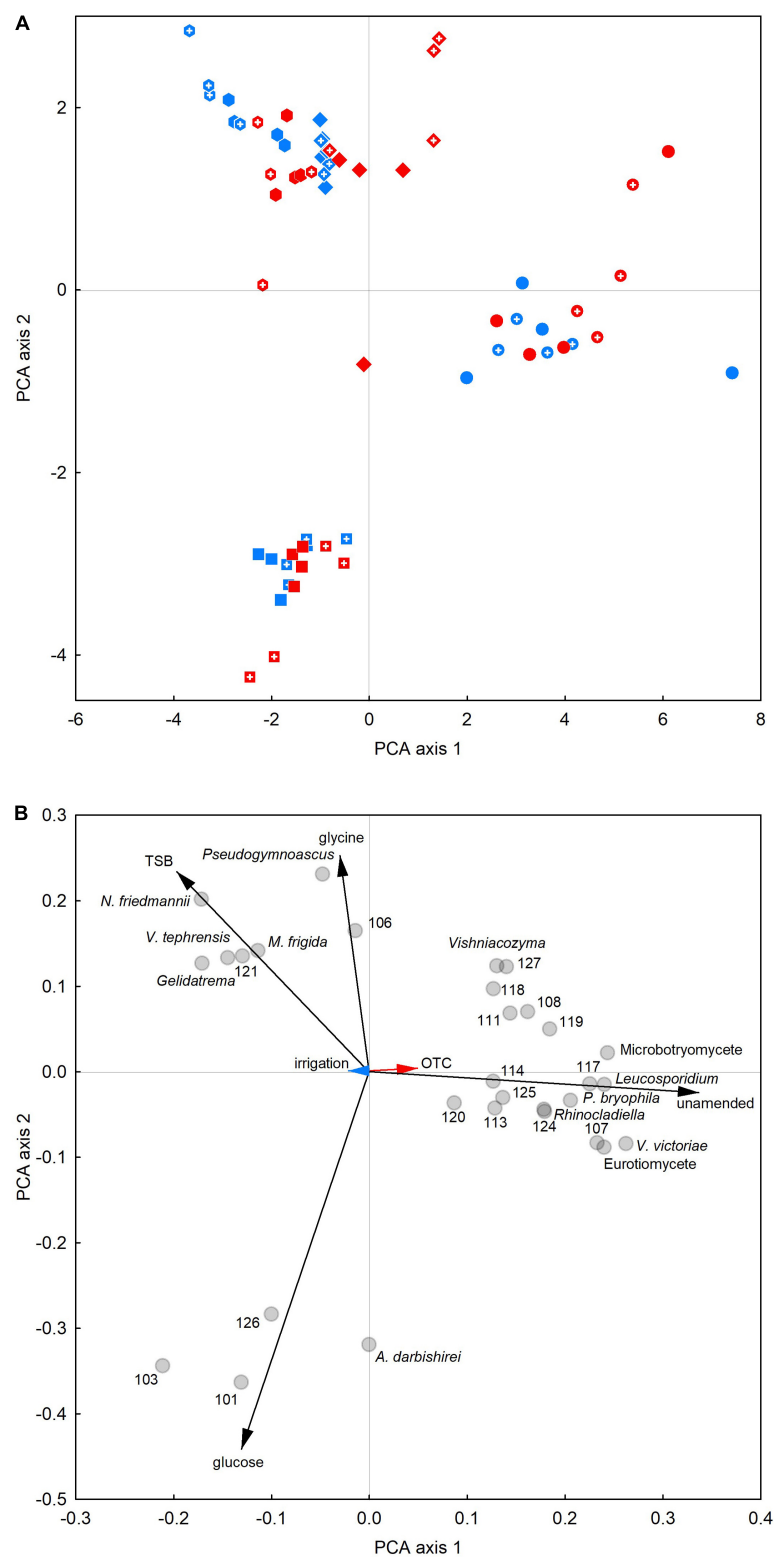 A
2
0
-2
-4
PCA axis 2
-6
-4
-2
0
2
4
6
8
PCA axis 1
B
0.3
0.2
0.1
0.0
-0.1
-0.2
-0.3
-0.4
-0.5
PCA axis 2
glycine
TSB
Pseudogymnoascus
N. friedmannii
106
V. tephrensis
M. frigida
121
Gelidatrema
Vishniacozyma
127
118
108
111
119
irrigation
OTC
Microbotryomycete
117
114
Leucosporidium
125
P. bryophila
unamended
120
113
Rhinocladiella
124
107
V. victoriae
Eurotiomycete
126
A. darbishirei
103
101
glucose
-0.3
-0.2
-0.1
0.0
0.1
0.2
0.3
0.4
PCA axis 1